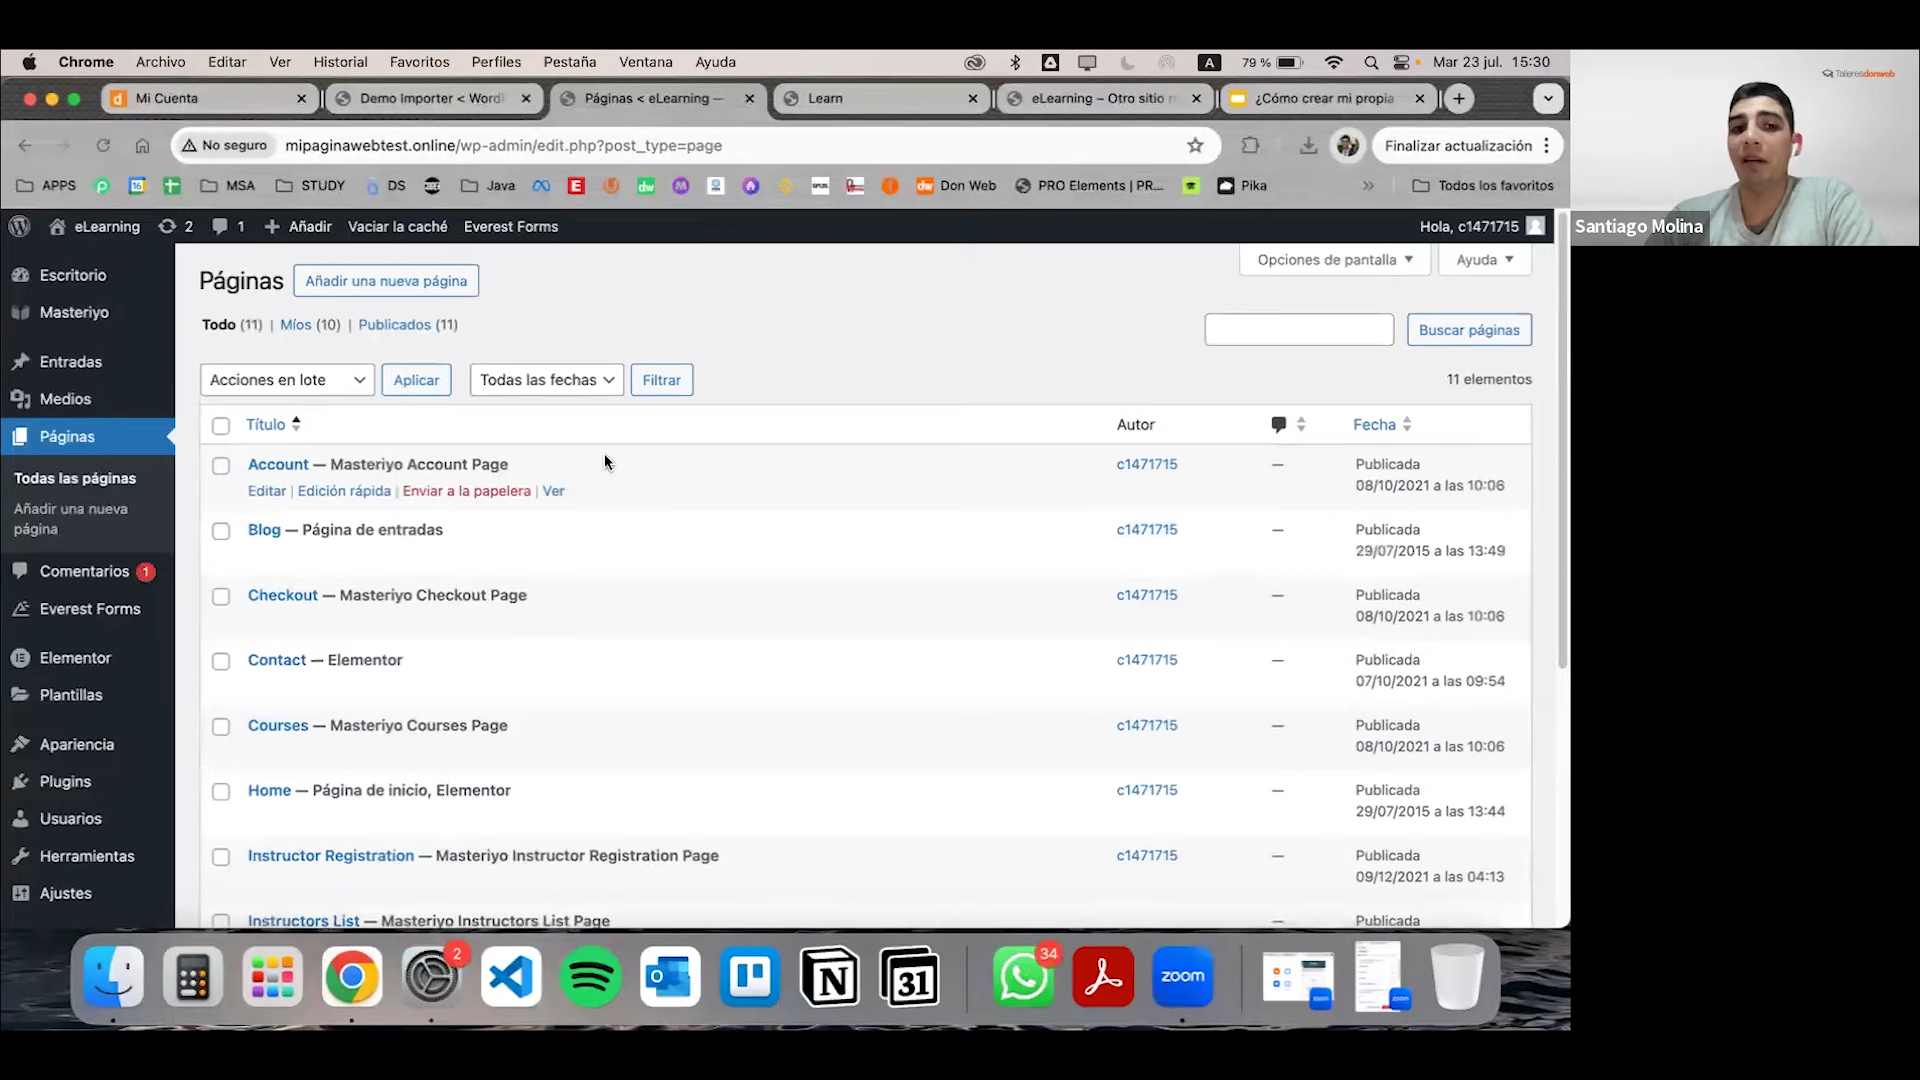 Chrome Archivo Editar Ver Historial Favoritos Perfiles Pestaña Ventana Ayuda A 79 % Mar 23 jul. 15:30
Mi Cuenta Demo Importer < Word Páginas < eLearning — Learn eLearning – Otro sitio ¿Cómo crear mi propia
No seguro mipaginawebtest.online/wp-admin/edit.php?post_type=page Finalizar actualización
APPS 16 MSA STUDY DS Java E dw M Don Web PRO Elements | PR... Pika » Todos los favoritos
eLearning 2 1 + Añadir Vaciar la caché Everest Forms Hola, c1471715
Talleresdonweb
Santiago Molina
Escritorio
Masteriyo
Entradas
Medios
Páginas
Todas las páginas
Añadir una nueva
página
Comentarios 1
Everest Forms
Elementor
Plantillas
Apariencia
Plugins
Usuarios
Herramientas
Ajustes
Opciones de pantalla Ayuda
Páginas Añadir una nueva página
Todo (11) | Míos (10) | Publicados (11)
Buscar páginas
Acciones en lote Aplicar Todas las fechas Filtrar 11 elementos
Título Autor Fecha
Account — Masteriyo Account Page c1471715 — Publicada
Editar | Edición rápida | Enviar a la papelera | Ver 08/10/2021 a las 10:06
Blog — Página de entradas c1471715 — Publicada
29/07/2015 a las 13:49
Checkout — Masteriyo Checkout Page c1471715 — Publicada
08/10/2021 a las 10:06
Contact — Elementor c1471715 — Publicada
07/10/2021 a las 09:54
Courses — Masteriyo Courses Page c1471715 — Publicada
08/10/2021 a las 10:06
Home — Página de inicio, Elementor c1471715 — Publicada
29/07/2015 a las 13:44
Instructor Registration — Masteriyo Instructor Registration Page c1471715 — Publicada
09/12/2021 a las 04:13
Instructors List — Masteriyo Instructors List Page Publicada
2 31 34 zoom zoom zoom